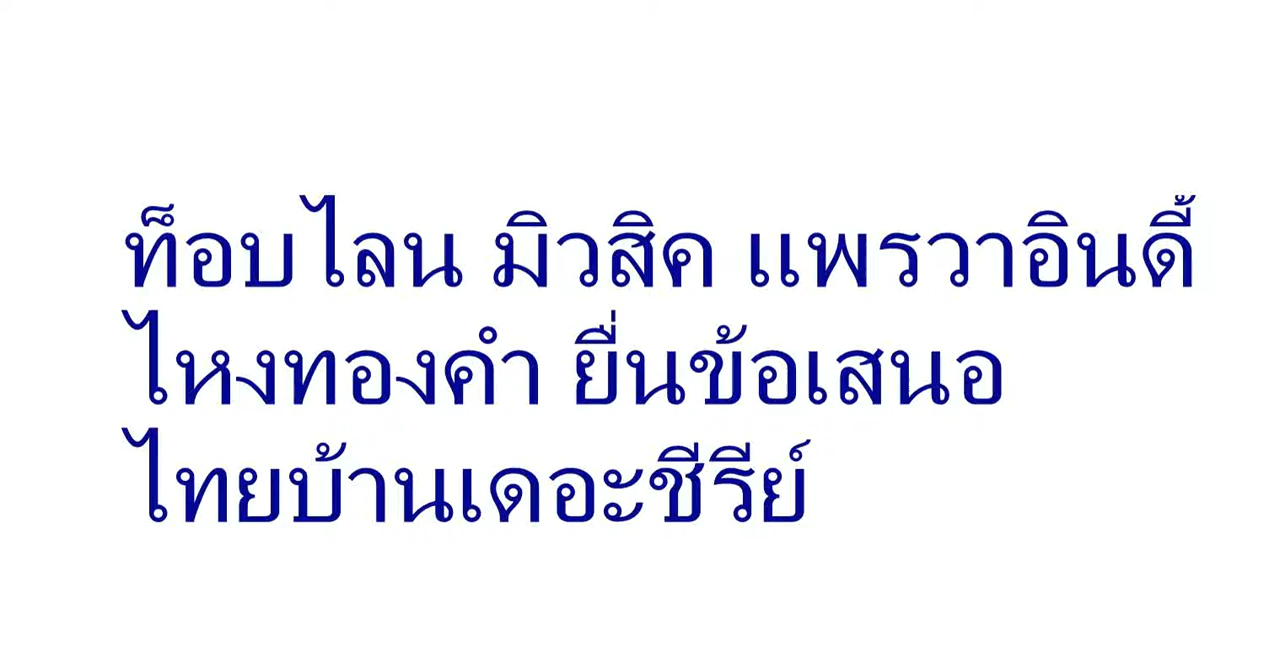 ท็อบไลน มิวสิค แพรวาอินดี้
ไหงทองคำ ยื่นข้อเสนอ
ไทยบ้านเดอะชีรีย์